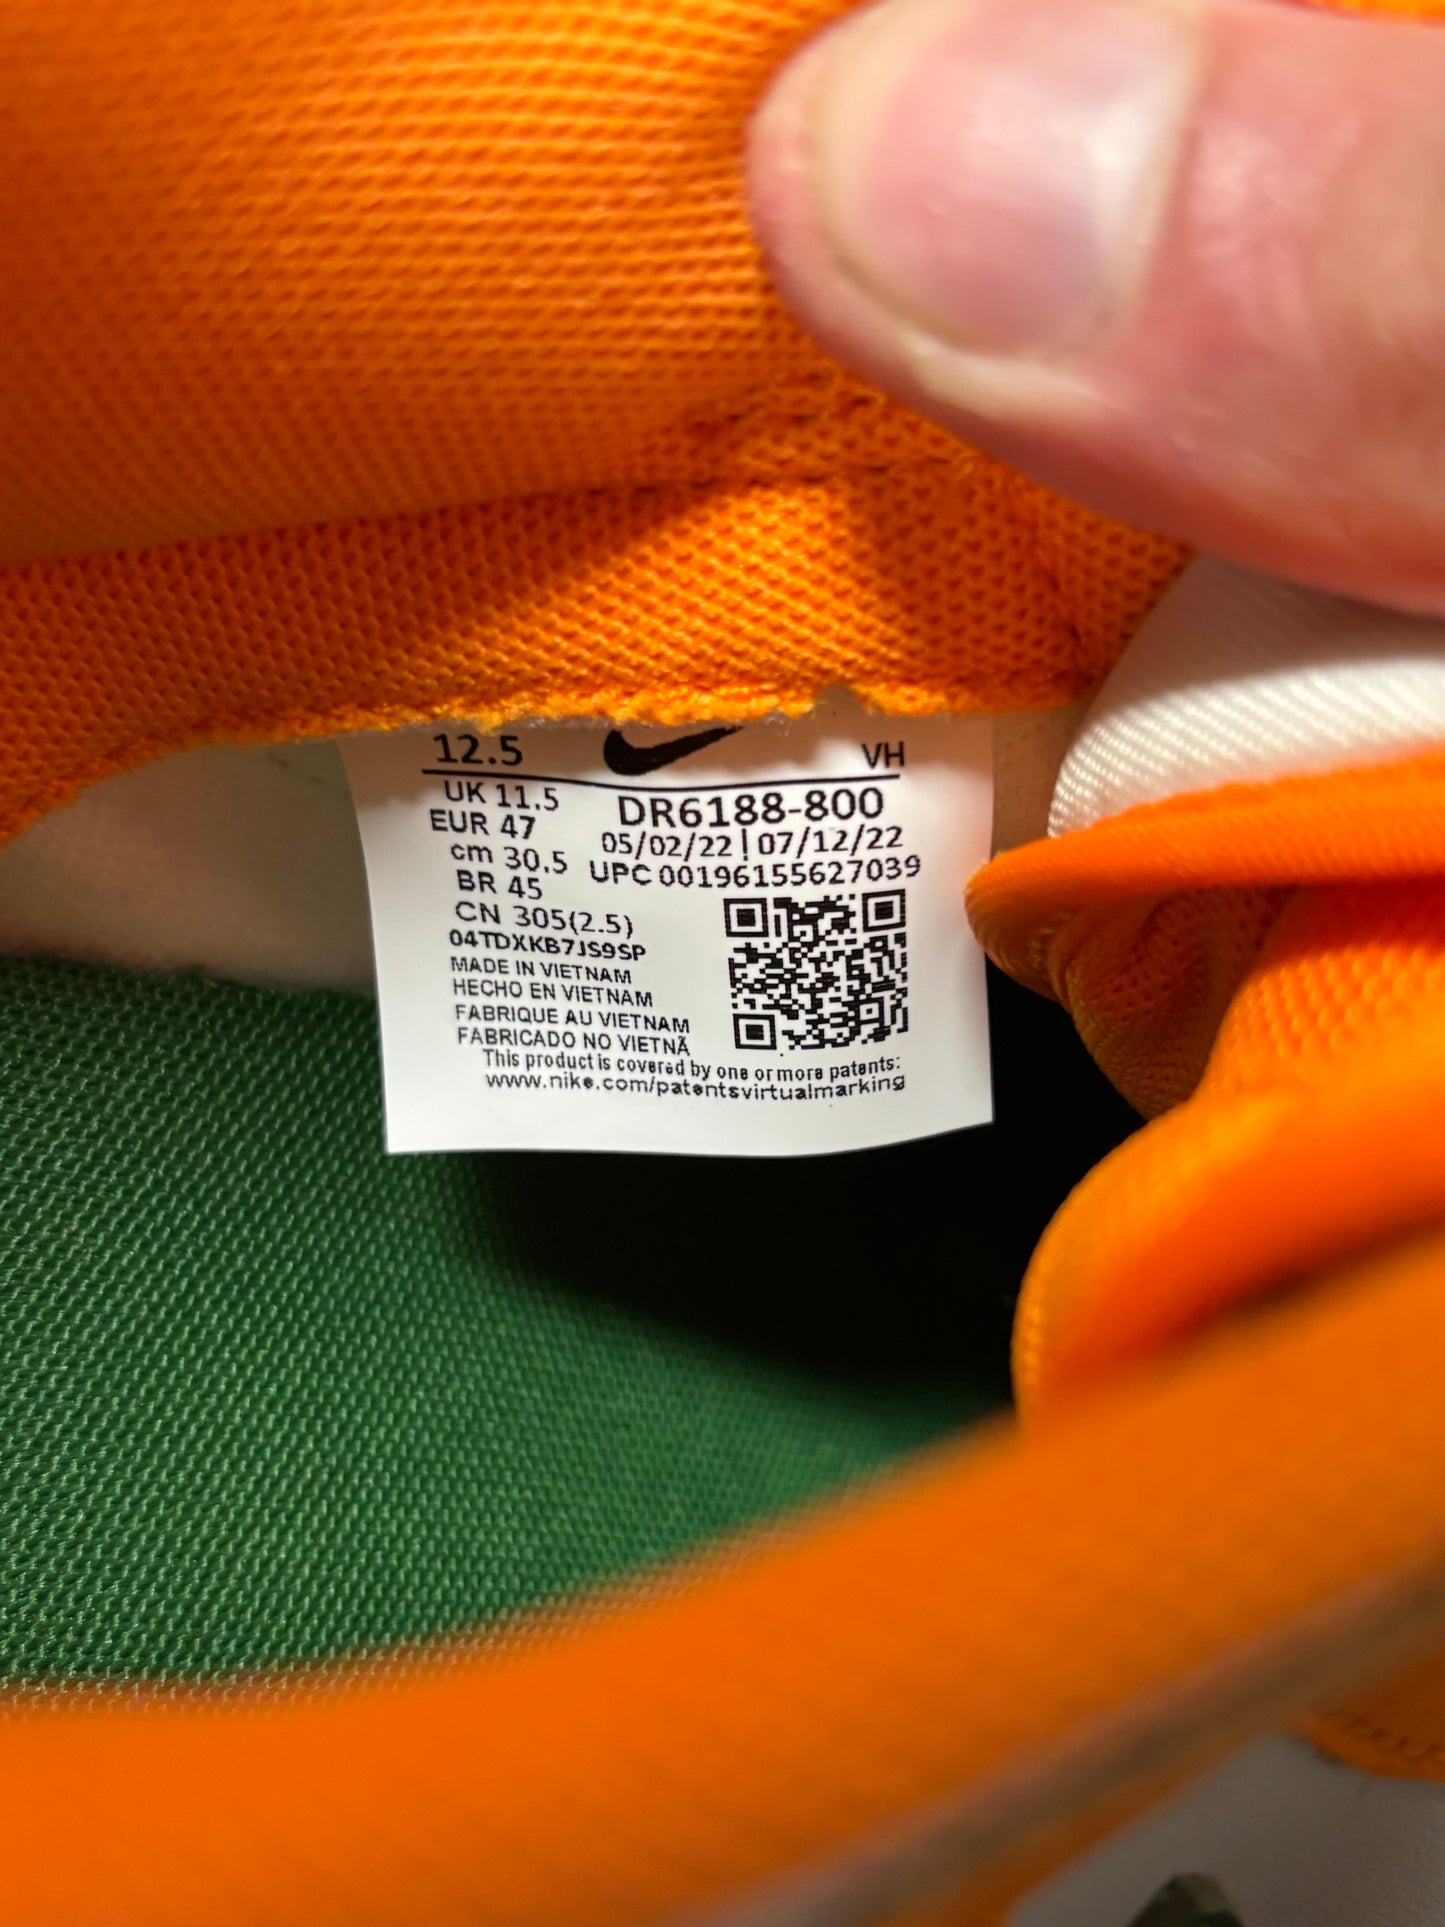 12.5
VH
UK 11.5
EUR 47
cm 30.5
BR 45
CN 305(2.5)
04TDXKB7JS9SP
DR6188-800
05/02/22 | 07/12/22
UPC 00196155627039
MADE IN VIETNAM
HECHO EN VIETNAM
FABRIQUE AU VIETNAM
FABRICADO NO VIETNÃ
This product is covered by one or more patents:
www.nike.com/patentsvirtualmarking